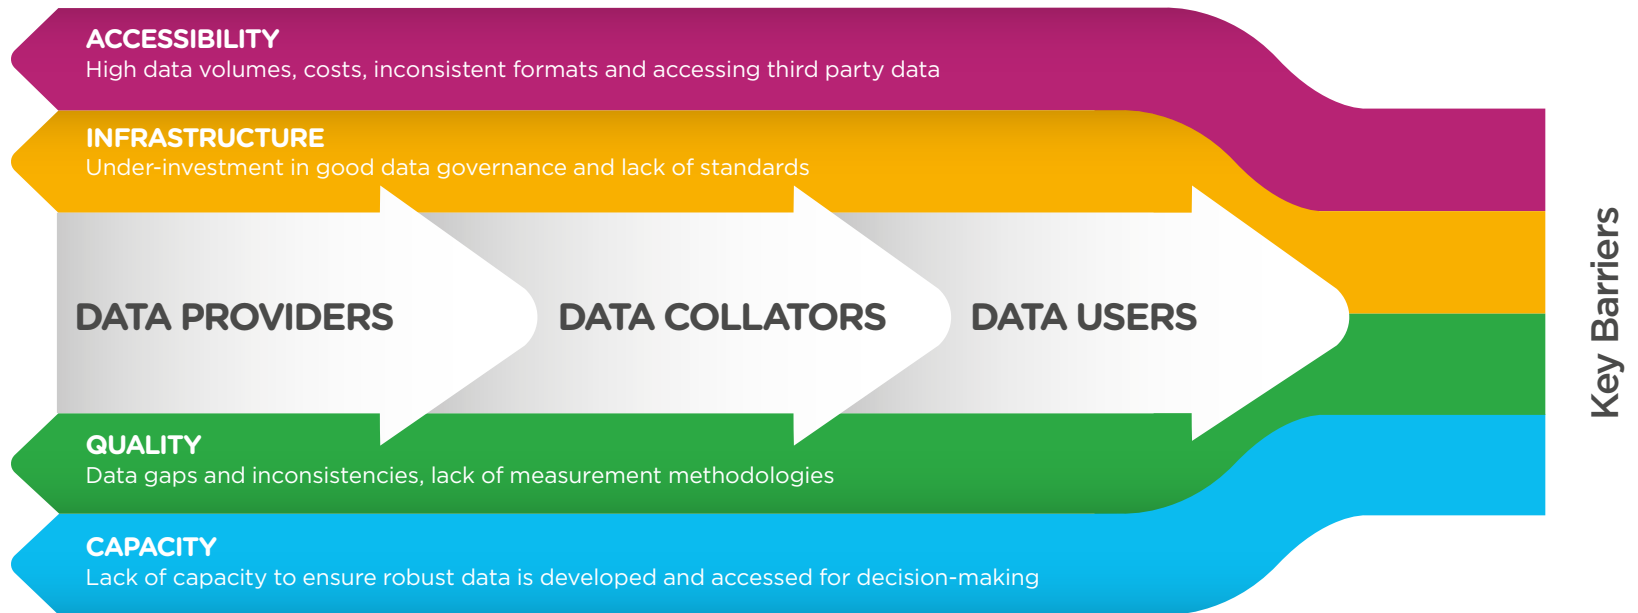 ACCESSIBILITY
High data volumes, costs, inconsistent formats and accessing third party data
INFRASTRUCTURE
Under-investment in good data governance and lack of standards
DATA PROVIDERS
DATA COLLATORS
DATA USERS
QUALITY
Data gaps and inconsistencies, lack of measurement methodologies
CAPACITY
Lack of capacity to ensure robust data is developed and accessed for decision-making
Key Barriers